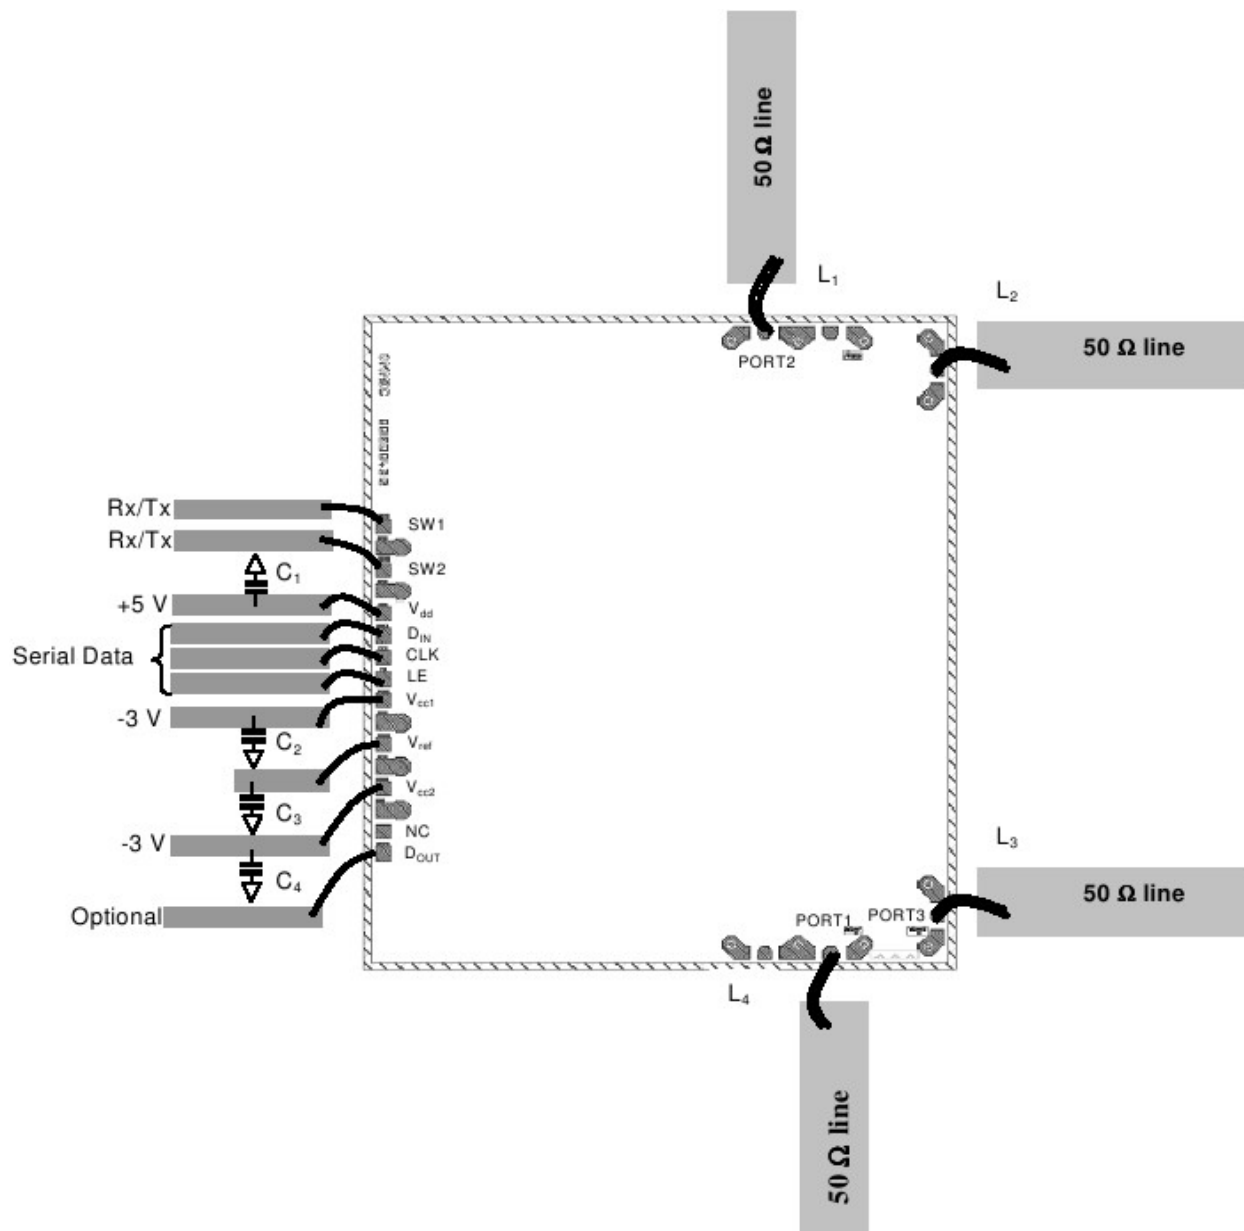 50 Ω line
L1
L2
50 Ω line
PORT2
Rx/Tx
SW1
Rx/Tx
SW2
C1
+5 V
Vdd
DIN
Serial Data
CLK
LE
-3 V
Vcc1
C2
Vref
Vcc2
C3
-3 V
NC
DOUT
C4
Optional
L3
50 Ω line
PORT1
PORT3
L4
50 Ω line